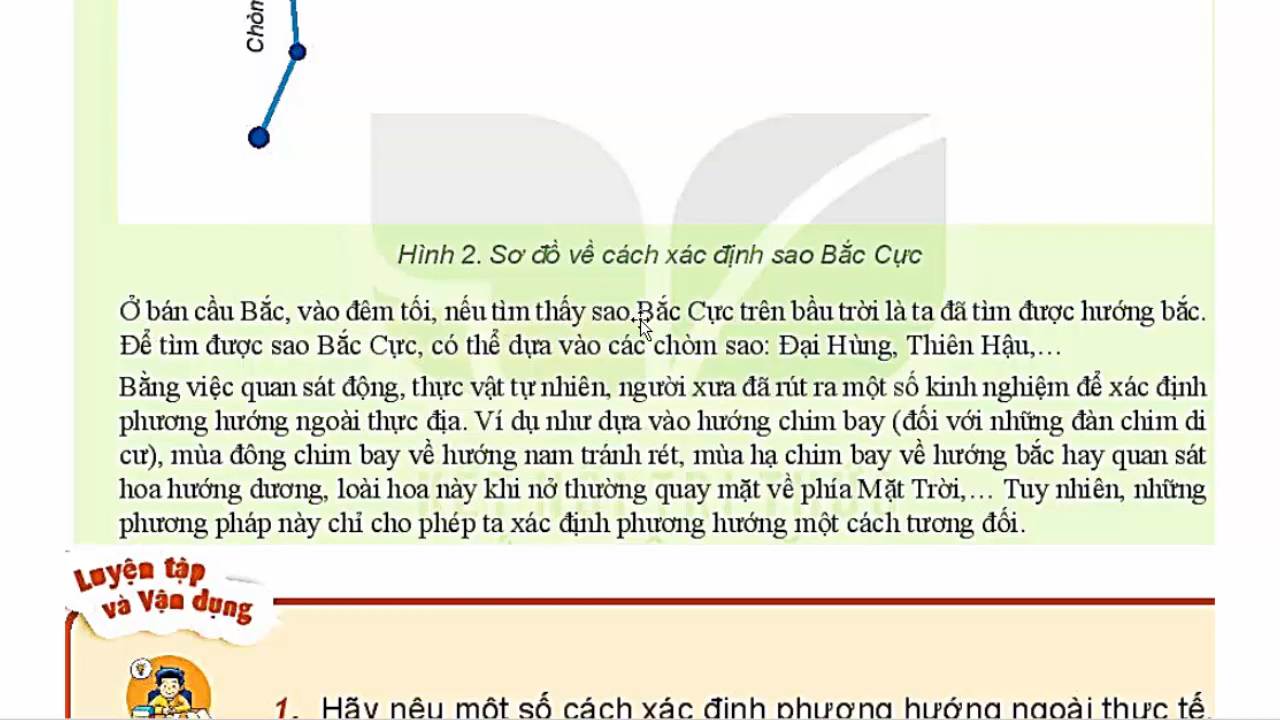 Chòm
Hình 2. Sơ đồ về cách xác định sao Bắc Cực
Ở bán cầu Bắc, vào đêm tối, nếu tìm thấy sao Bắc Cực trên bầu trời là ta đã tìm được hướng bắc.
Để tìm được sao Bắc Cực, có thể dựa vào các chòm sao: Đại Hùng, Thiên Hậu,...
Bằng việc quan sát động, thực vật tự nhiên, người xưa đã rút ra một số kinh nghiệm để xác định
phương hướng ngoài thực địa. Ví dụ như dựa vào hướng chim bay (đối với những đàn chim di
cư), mùa đông chim bay về hướng nam tránh rét, mùa hạ chim bay về hướng bắc hay quan sát
hoa hướng dương, loài hoa này khi nở thường quay mặt về phía Mặt Trời,... Tuy nhiên, những
phương pháp này chỉ cho phép ta xác định phương hướng một cách tương đối.
Luyện tập
và Vận dụng
1. Hãy nêu một số cách xác định phương hướng ngoài thực tế.